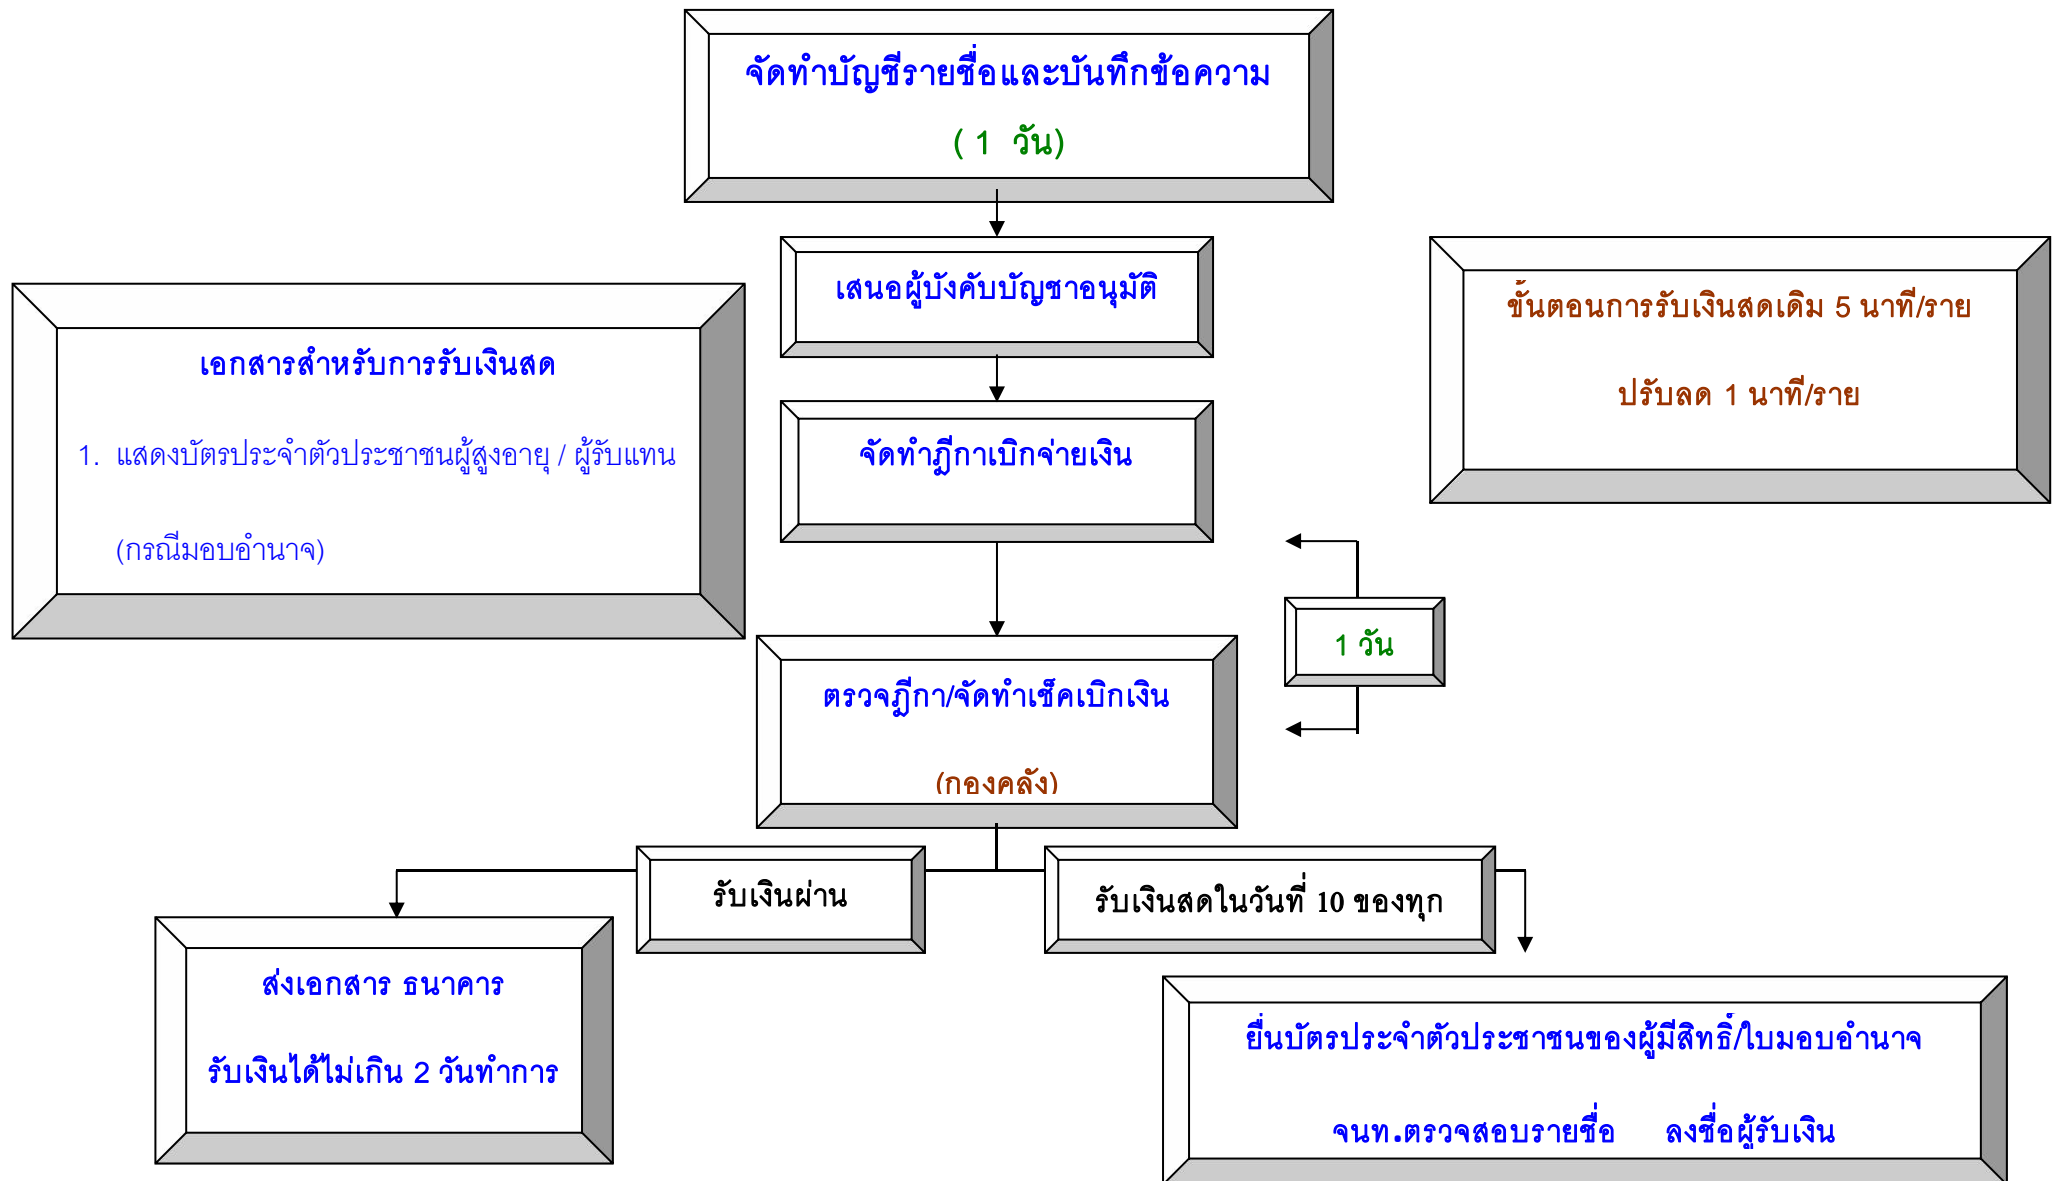 จัดทำบัญชีรายชื่อและบันทึกข้อความ
( 1 วัน)
เสนอผู้บังคับบัญชาอนุมัติ
ขั้นตอนการรับเงินสดเดิม 5 นาที/ราย
ปรับลด 1 นาที/ราย
เอกสารสำหรับการรับเงินสด
1. แสดงบัตรประจำตัวประชาชนผู้สูงอายุ / ผู้รับแทน
(กรณีมอบอำนาจ)
จัดทำฎีกาเบิกจ่ายเงิน
1 วัน
ตรวจฎีกา/จัดทำเช็คเบิกเงิน
(กองคลัง)
รับเงินผ่าน
รับเงินสดในวันที่ 10 ของทุก
ส่งเอกสาร ธนาคาร
รับเงินได้ไม่เกิน 2 วันทำการ
ยื่นบัตรประจำตัวประชาชนของผู้มีสิทธิ์/ใบมอบอำนาจ
จนท.ตรวจสอบรายชื่อ ลงชื่อผู้รับเงิน